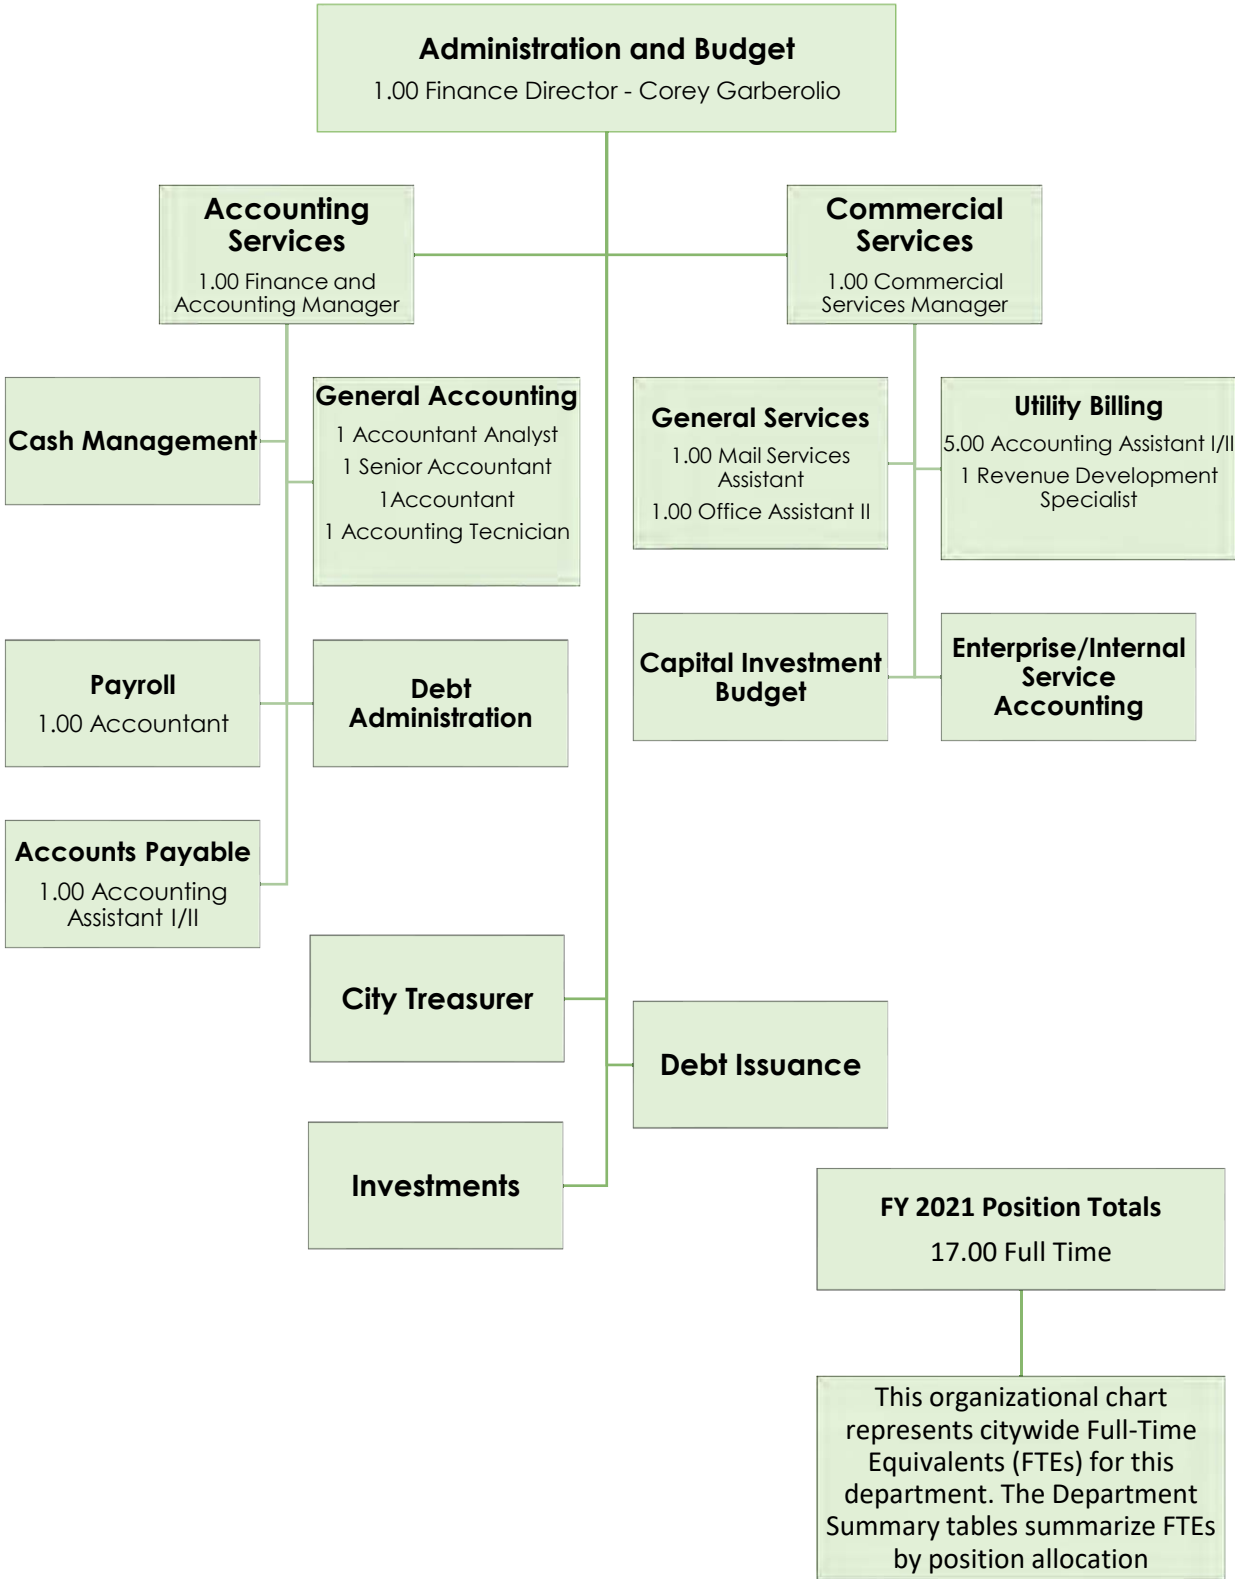 Administration and Budget
1.00 Finance Director - Corey Garberolio
Accounting
Services
1.00 Finance and
Accounting Manager
Commercial
Services
1.00 Commercial
Services Manager
Cash Management
General Accounting
1 Accountant Analyst
1 Senior Accountant
1Accountant
1 Accounting Tecnician
General Services
1.00 Mail Services
Assistant
1.00 Office Assistant II
Utility Billing
5.00 Accounting Assistant I/II
1 Revenue Development
Specialist
Payroll
1.00 Accountant
Debt
Administration
Capital Investment
Budget
Enterprise/Internal
Service
Accounting
Accounts Payable
1.00 Accounting
Assistant I/II
City Treasurer
Debt Issuance
Investments
FY 2021 Position Totals
17.00 Full Time
This organizational chart
represents citywide Full-Time
Equivalents (FTEs) for this
department. The Department
Summary tables summarize FTEs
by position allocation